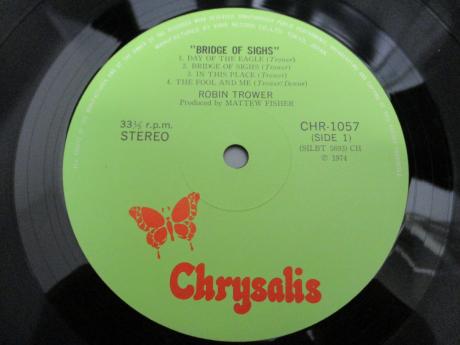 "BRIDGE OF SIGHS"
1. DAY OF THE EAGLE (Trower)
2. BRIDGE OF SIGHS (Trower)
3. IN THIS PLACE (Trower)
4. THE FOOL AND ME (Trower/Dewar)
ROBIN TROWER
Produced by MATTEW FISHER
33⅓ r.p.m.
STEREO
CHR-1057
(SIDE 1)
(SILBT 5693) CH
℗ 1974
Chrysalis